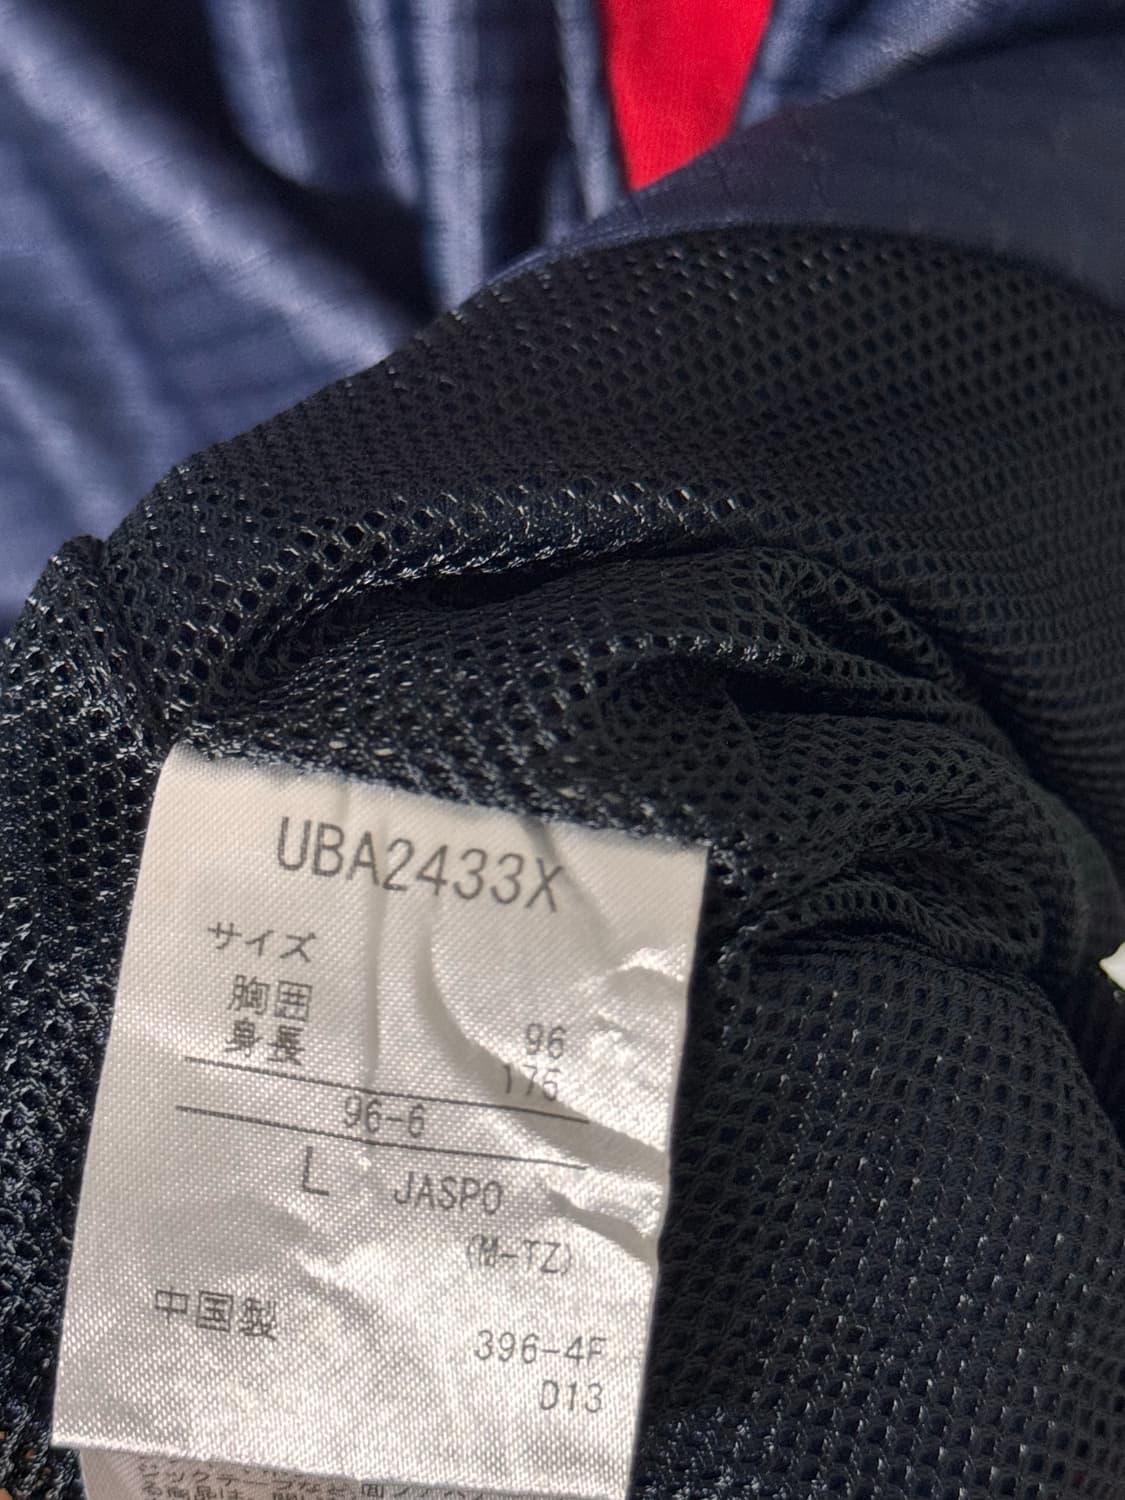 UBA2433X
サイズ
胸囲 96
身長 175
96-6
L JASPO
(M-TZ)
中国製
396-4F
D13